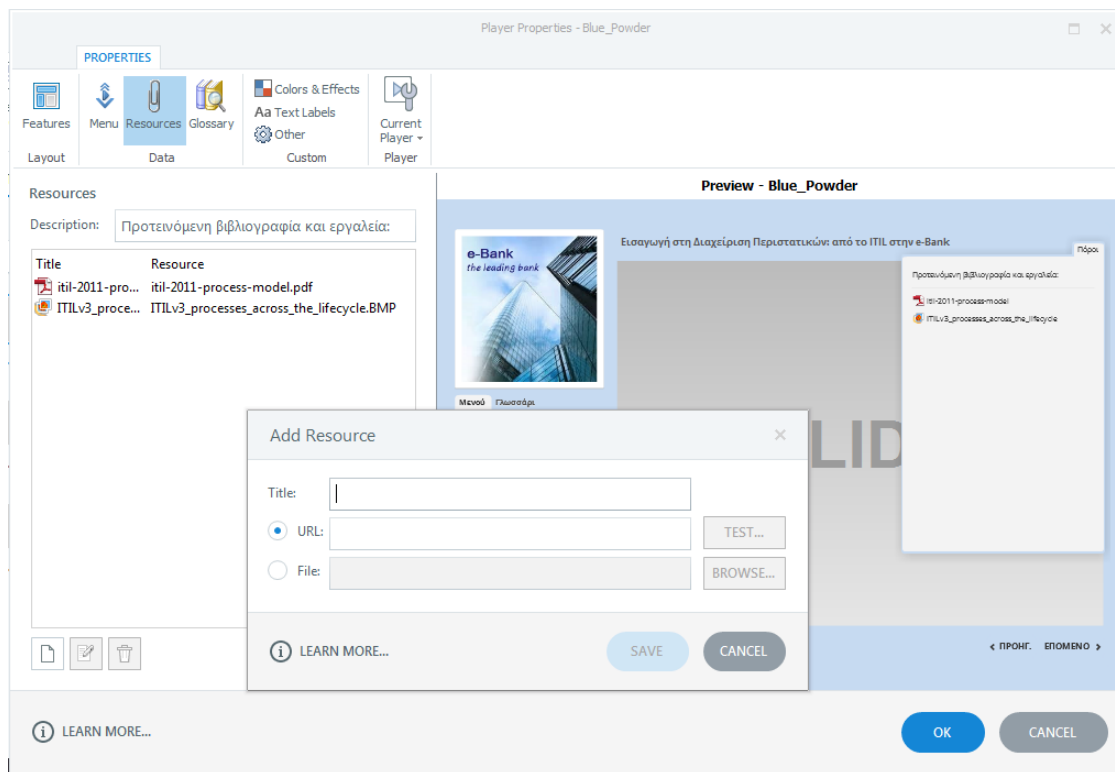 Player Properties - Blue_Powder
PROPERTIES
Features
Menu
Resources
Glossary
Colors & Effects
Aa Text Labels
Other
Current
Player
Layout
Data
Custom
Player
Resources
Description:
Προτεινόμενη βιβλιογραφία και εργαλεία:
Title Resource
itil-2011-pro... itil-2011-process-model.pdf
ITILv3_proce... ITILv3_processes_across_the_lifecycle.BMP
Preview - Blue_Powder
e-Bank
the leading bank
Εισαγωγή στη Διαχείριση Περιστατικών: από το ITIL στην e-Bank
Πόροι
Προτεινόμενη βιβλιογραφία και εργαλεία:
itil-2011-process-model
ITILv3_processes_across_the_lifecycle
Μενού Γλωσσάρι
LID
Add Resource
Title:
URL:
TEST...
File:
BROWSE...
LEARN MORE...
SAVE
CANCEL
< ΠΡΟΗΓ. ΕΠΟΜΕΝΟ >
LEARN MORE...
OK
CANCEL